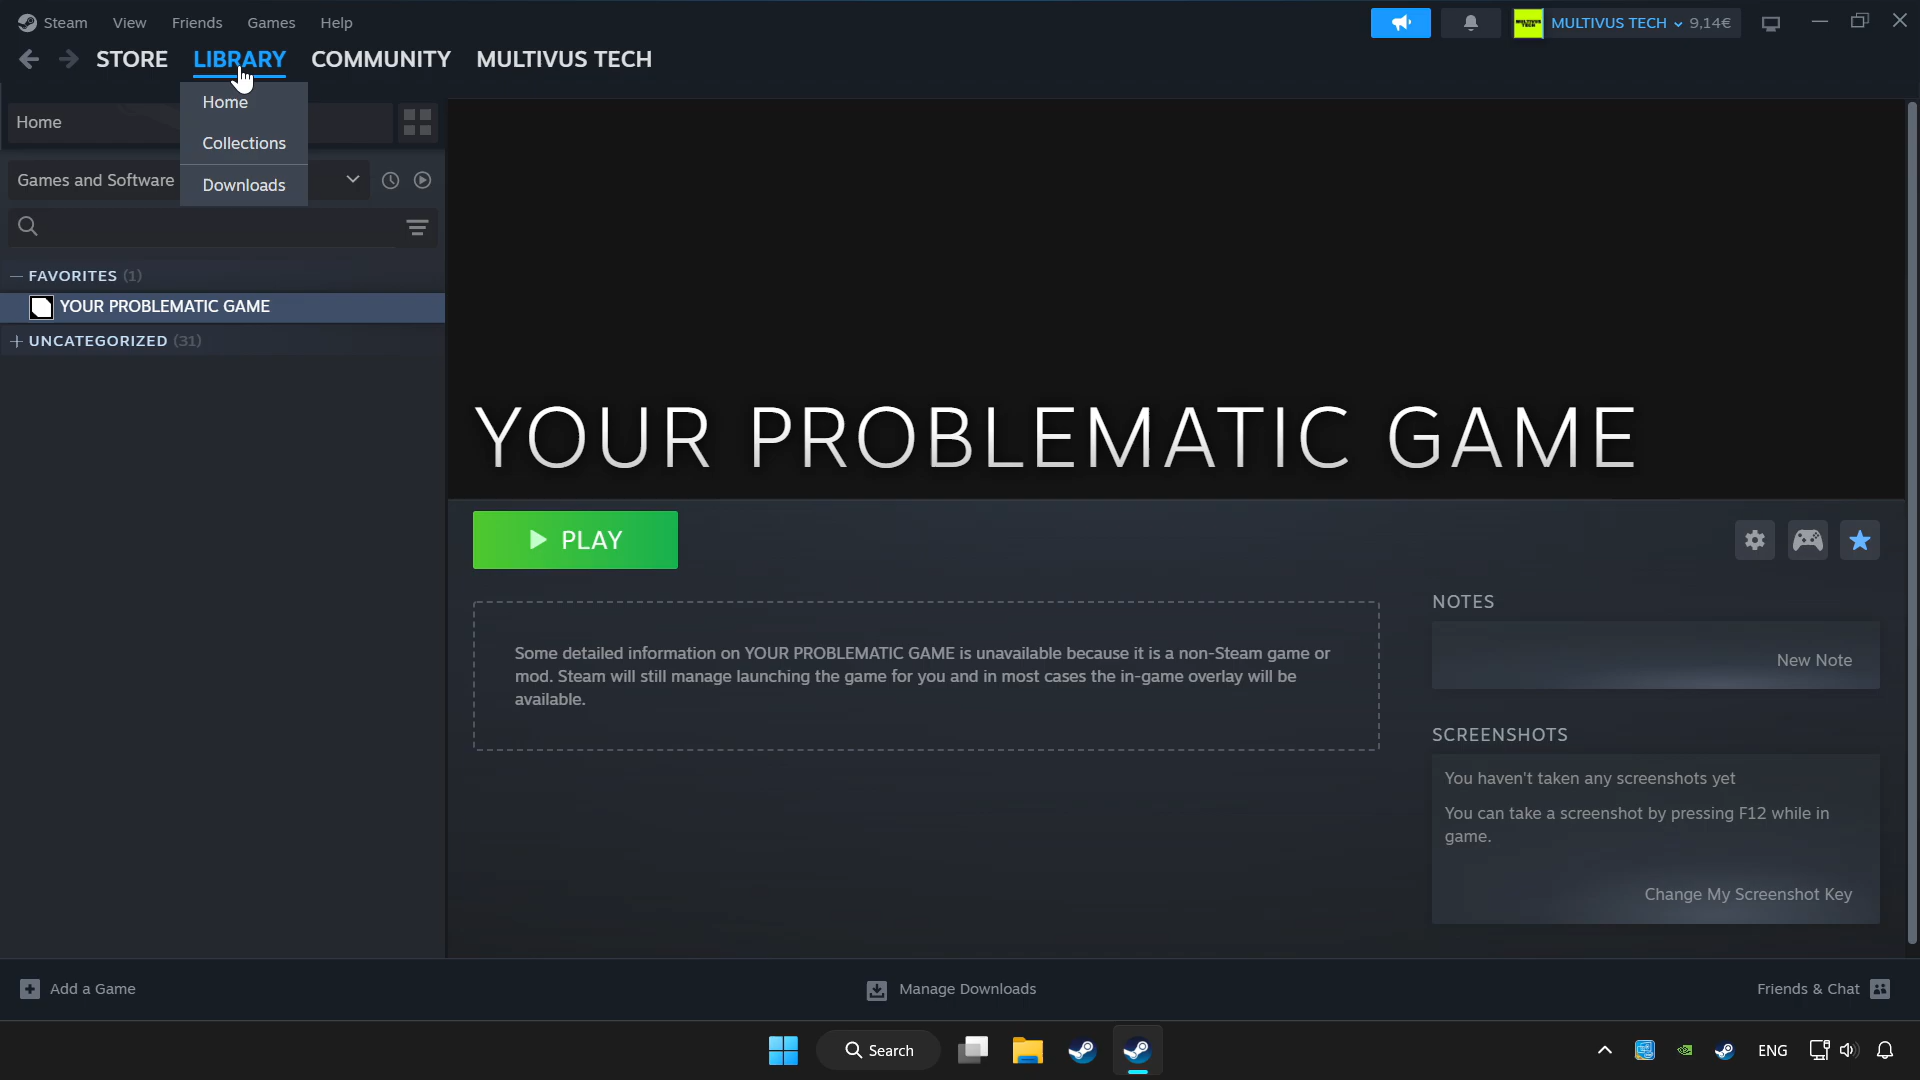 Steam View Friends Games Help
MULTIVUS TECH 9,14€
STORE LIBRARY COMMUNITY MULTIVUS TECH
Home
Collections
Downloads
Home
Games and Software
FAVORITES (1)
YOUR PROBLEMATIC GAME
UNCATEGORIZED (31)
YOUR PROBLEMATIC GAME
PLAY
Some detailed information on YOUR PROBLEMATIC GAME is unavailable because it is a non-Steam game or
mod. Steam will still manage launching the game for you and in most cases the in-game overlay will be
available.
NOTES
New Note
SCREENSHOTS
You haven't taken any screenshots yet
You can take a screenshot by pressing F12 while in
game.
Change My Screenshot Key
Add a Game
Manage Downloads
Friends & Chat
Search
ENG